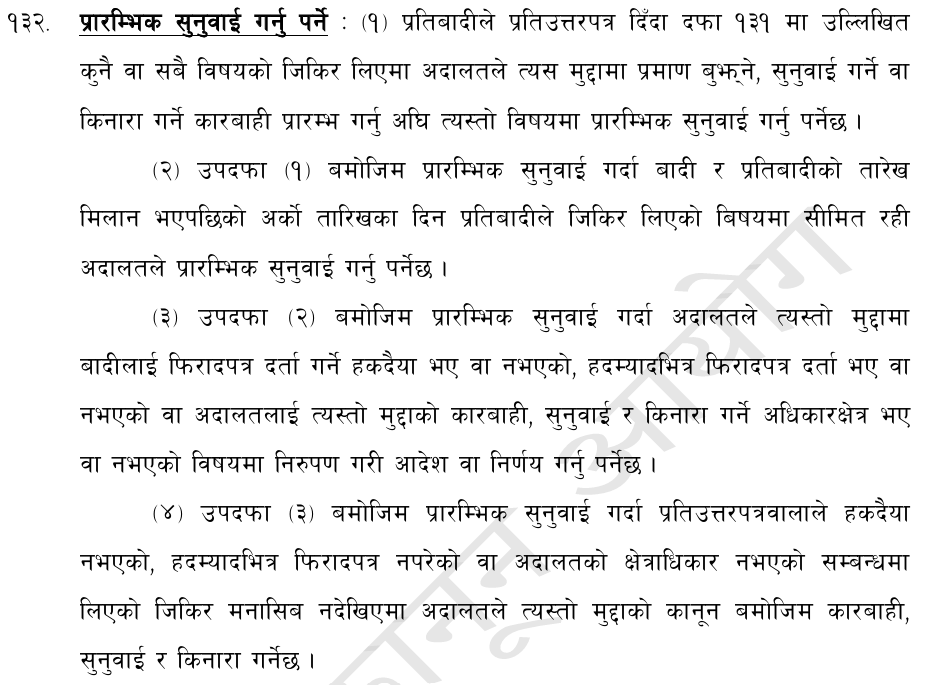 १३२. प्रारम्भिक सुनुवाई गर्नु पर्ने : (१) प्रतिबादीले प्रतिउत्तरपत्र दिँदा दफा १३१ मा उल्लिखित
कुनै वा सबै विषयको जिकिर लिएमा अदालतले त्यस मुद्दामा प्रमाण बुझ्ने, सुनुवाई गर्ने वा
किनारा गर्ने कारबाही प्रारम्भ गर्नु अघि त्यस्तो विषयमा प्रारम्भिक सुनुवाई गर्नु पर्नेछ ।
(२) उपदफा (१) बमोजिम प्रारम्भिक सुनुवाई गर्दा बादी र प्रतिबादीको तारेख
मिलान भएपछिको अर्को तारिखका दिन प्रतिबादीले जिकिर लिएको बिषयमा सीमित रही
अदालतले प्रारम्भिक सुनुवाई गर्नु पर्नेछ ।
(३) उपदफा (२) बमोजिम प्रारम्भिक सुनुवाई गर्दा अदालतले त्यस्तो मुद्दामा
बादीलाई फिरादपत्र दर्ता गर्ने हकदैया भए वा नभएको, हदम्यादभित्र फिरादपत्र दर्ता भए वा
नभएको वा अदालतलाई त्यस्तो मुद्दाको कारबाही, सुनुवाई र किनारा गर्ने अधिकारक्षेत्र भए
वा नभएको विषयमा निरुपण गरी आदेश वा निर्णय गर्नु पर्नेछ ।
(४) उपदफा (३) बमोजिम प्रारम्भिक सुनुवाई गर्दा प्रतिउत्तरपत्रवालाले हकदैया
नभएको, हदम्यादभित्र फिरादपत्र नपरेको वा अदालतको क्षेत्राधिकार नभएको सम्बन्धमा
लिएको जिकिर मनासिब नदेखिएमा अदालतले त्यस्तो मुद्दाको कानून बमोजिम कारबाही,
सुनुवाई र किनारा गर्नेछ ।
कानून आयोग